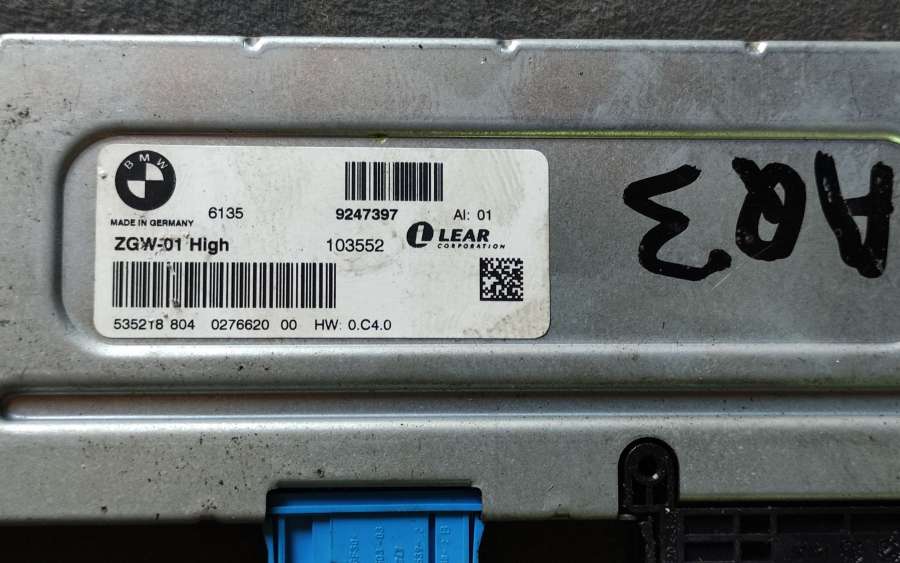 BMW
MADE IN GERMANY 6135 9247397 AI: 01
ZGW-01 High 103552 LEAR
CORPORATION
535218 804 0276620 00 HW: 0.C4.0
AQ3